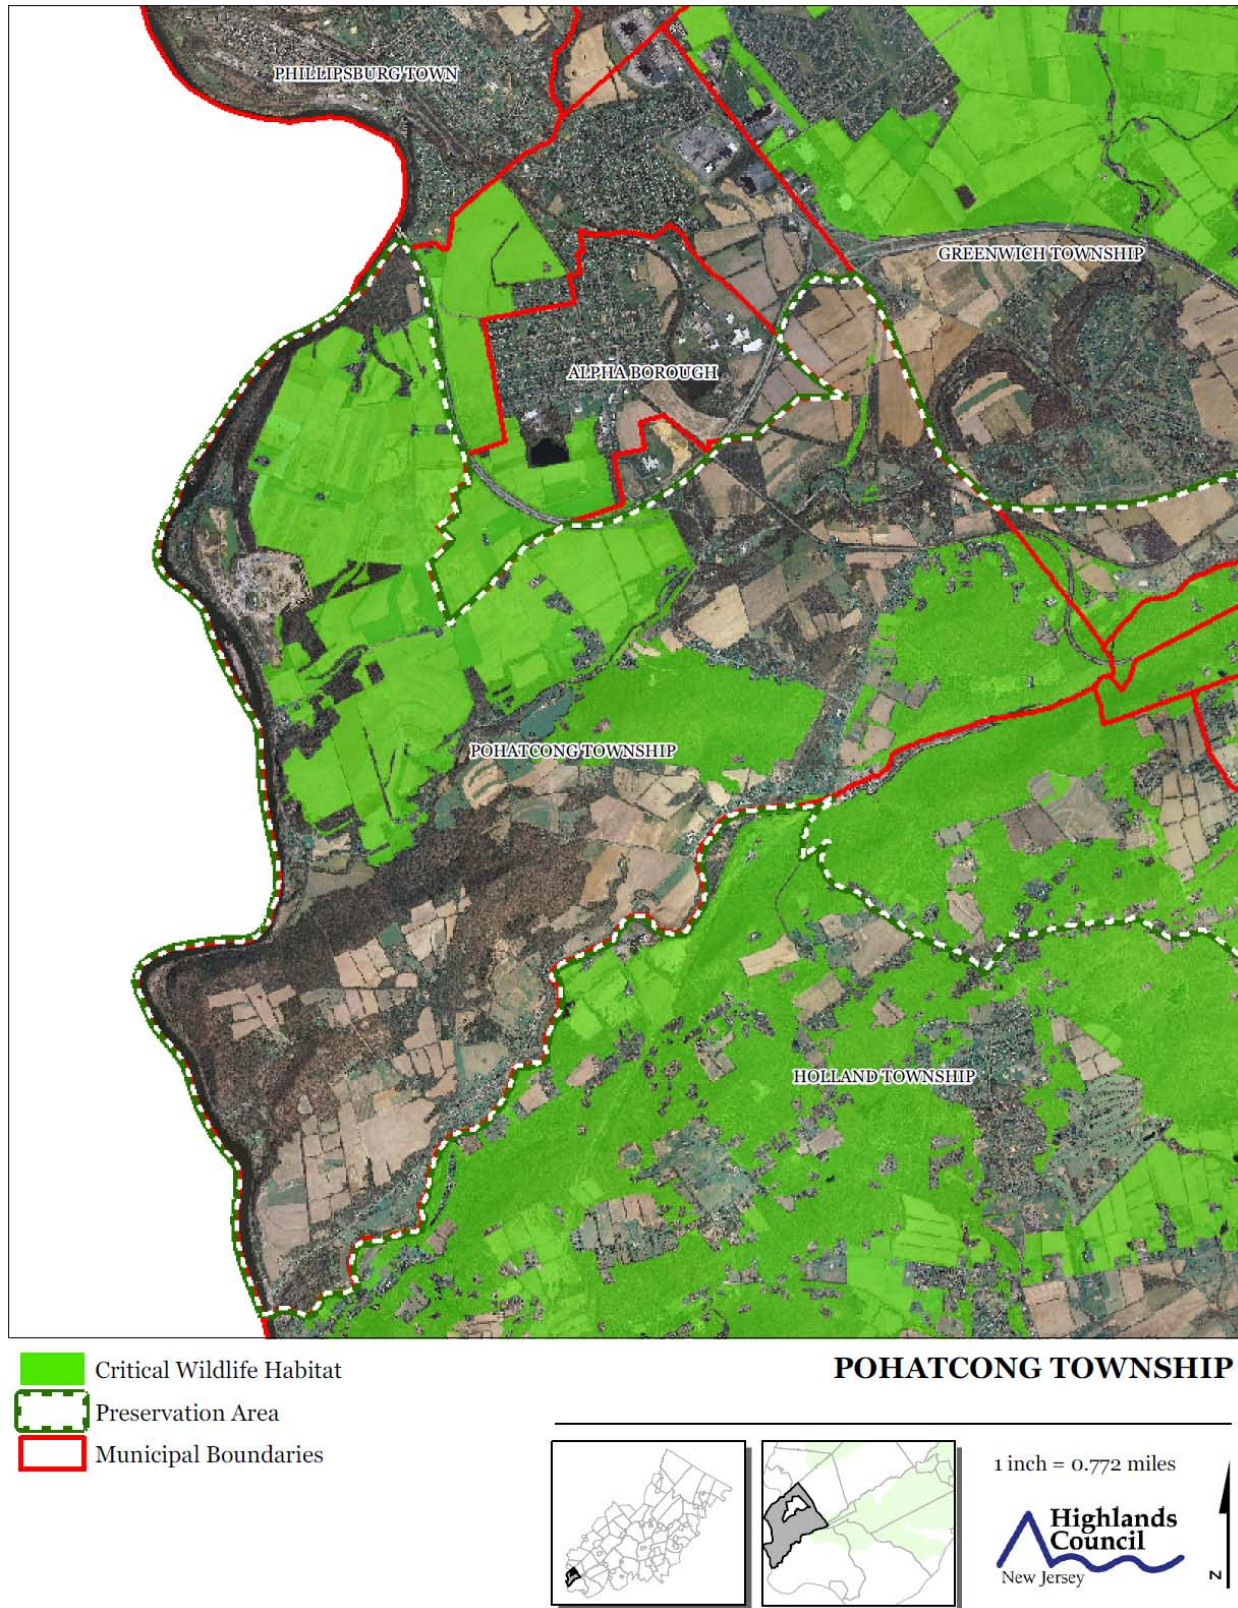 PHILLIPSBURG TOWN
GREENWICH TOWNSHIP
ALPHA BOROUGH
POHATCONG TOWNSHIP
HOLLAND TOWNSHIP
Critical Wildlife Habitat
Preservation Area
Municipal Boundaries
POHATCONG TOWNSHIP
1 inch = 0.772 miles
Highlands
Council
New Jersey
N